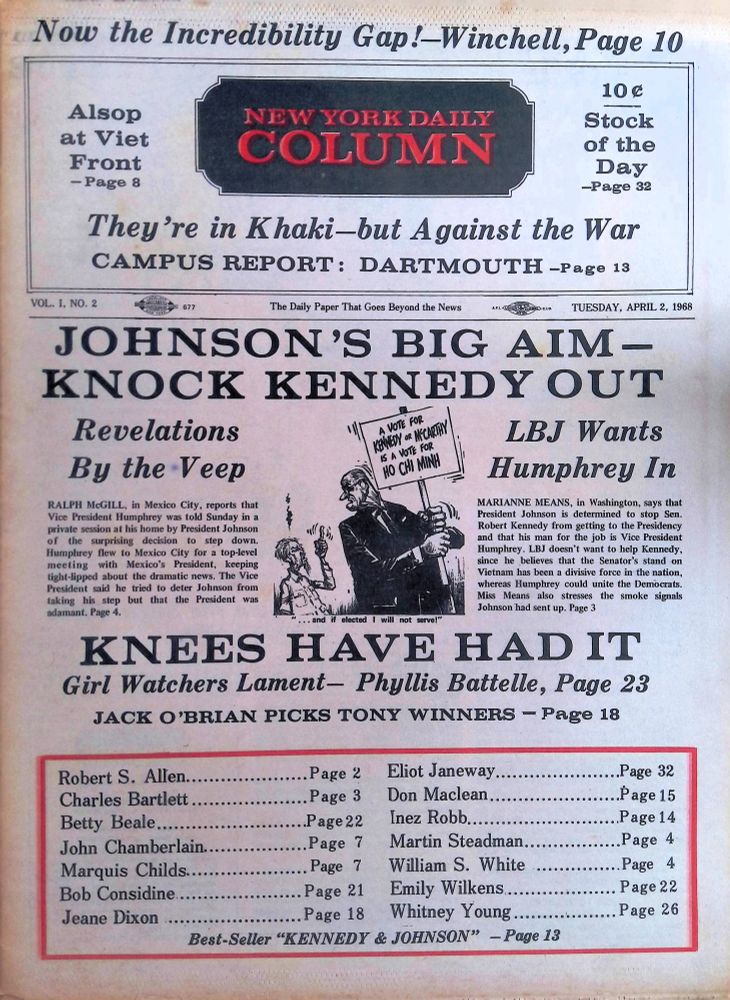 Now the Incredibility Gap!—Winchell, Page 10
Alsop
at Viet
Front
—Page 8
NEW YORK DAILY
COLUMN
10¢
Stock
of the
Day
—Page 32
They're in Khaki—but Against the War
CAMPUS REPORT: DARTMOUTH —Page 13
VOL. 1, NO. 2
677
The Daily Paper That Goes Beyond the News
TUESDAY, APRIL 2, 1968
JOHNSON'S BIG AIM—
KNOCK KENNEDY OUT
Revelations
By the Veep
RALPH McGILL, in Mexico City, reports that
Vice President Humphrey was told Sunday in a
private session at his home by President Johnson
of the surprising decision to step down.
Humphrey flew to Mexico City for a top-level
meeting with Mexico's President, keeping
tight-lipped about the dramatic news. The Vice
President said he tried to deter Johnson from
taking his step but that the President was
adamant. Page 4.
A VOTE FOR
KENNEDY OR McCARTHY
IS A VOTE FOR
HO CHI MINH
"...and if elected I will not serve!"
LBJ Wants
Humphrey In
MARIANNE MEANS, in Washington, says that
President Johnson is determined to stop Sen.
Robert Kennedy from getting to the Presidency
and that his man for the job is Vice President
Humphrey. LBJ doesn't want to help Kennedy,
since he believes that the Senator's stand on
Vietnam has been a divisive force in the nation,
whereas Humphrey could unite the Democrats.
Miss Means also stresses the smoke signals
Johnson had sent up. Page 3
KNEES HAVE HAD IT
Girl Watchers Lament— Phyllis Battelle, Page 23
JACK O'BRIAN PICKS TONY WINNERS — Page 18
Robert S. Allen......................Page 2
Charles Bartlett.....................Page 3
Betty Beale...........................Page 22
John Chamberlain...................Page 7
Marquis Childs.......................Page 7
Bob Considine.......................Page 21
Jeane Dixon.........................Page 18
Eliot Janeway.......................Page 32
Don Maclean........................Page 15
Inez Robb............................Page 14
Martin Steadman...................Page 4
William S. White ...................Page 4
Emily Wilkens.......................Page 22
Whitney Young.....................Page 26
Best-Seller "KENNEDY & JOHNSON" —Page 13